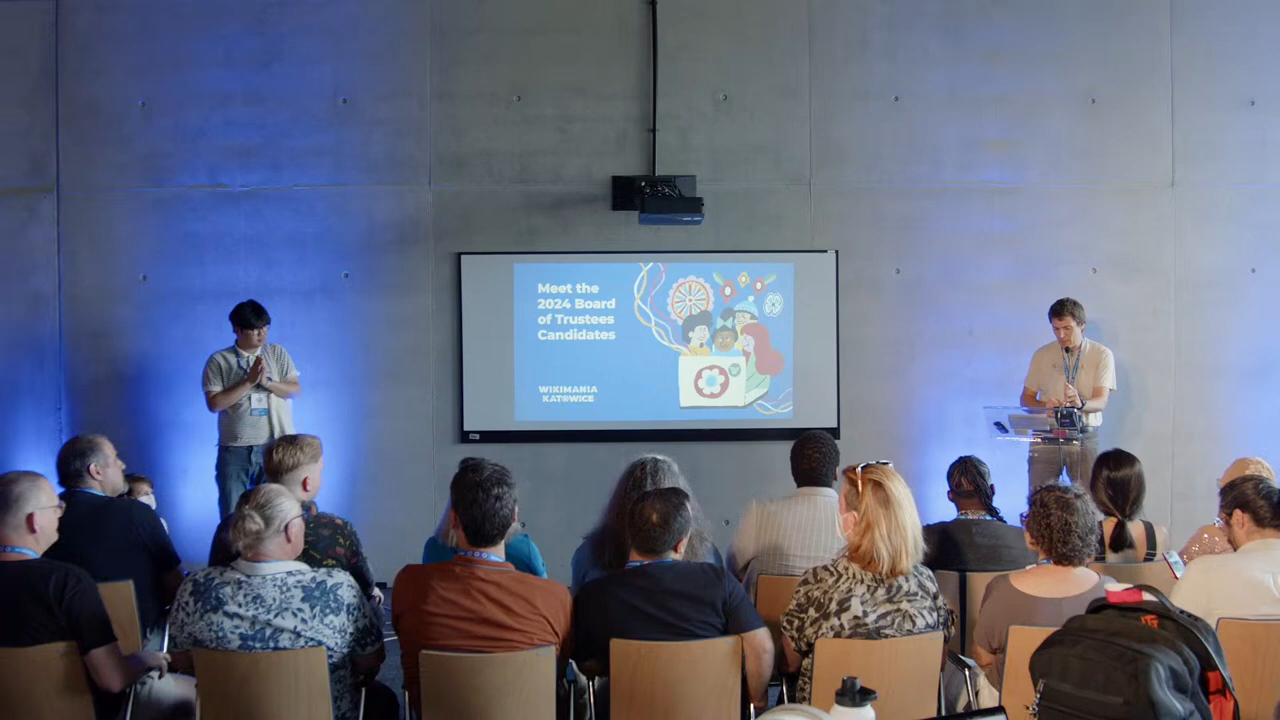 Meet the
2024 Board
of Trustees
Candidates
WIKIMANIA
KATOWICE